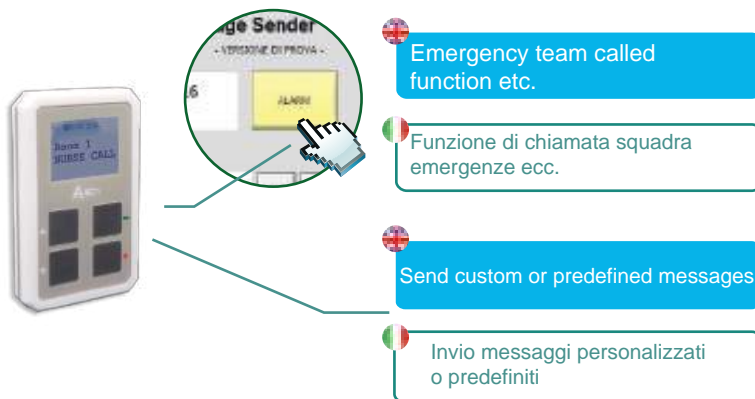 ge Sender
- VERSIONE DI PROVA -
.6
ALARM
NURSE CALL
Emergency team called
function etc.
Funzione di chiamata squadra
emergenze ecc.
Send custom or predefined messages
Invio messaggi personalizzati
o predefiniti